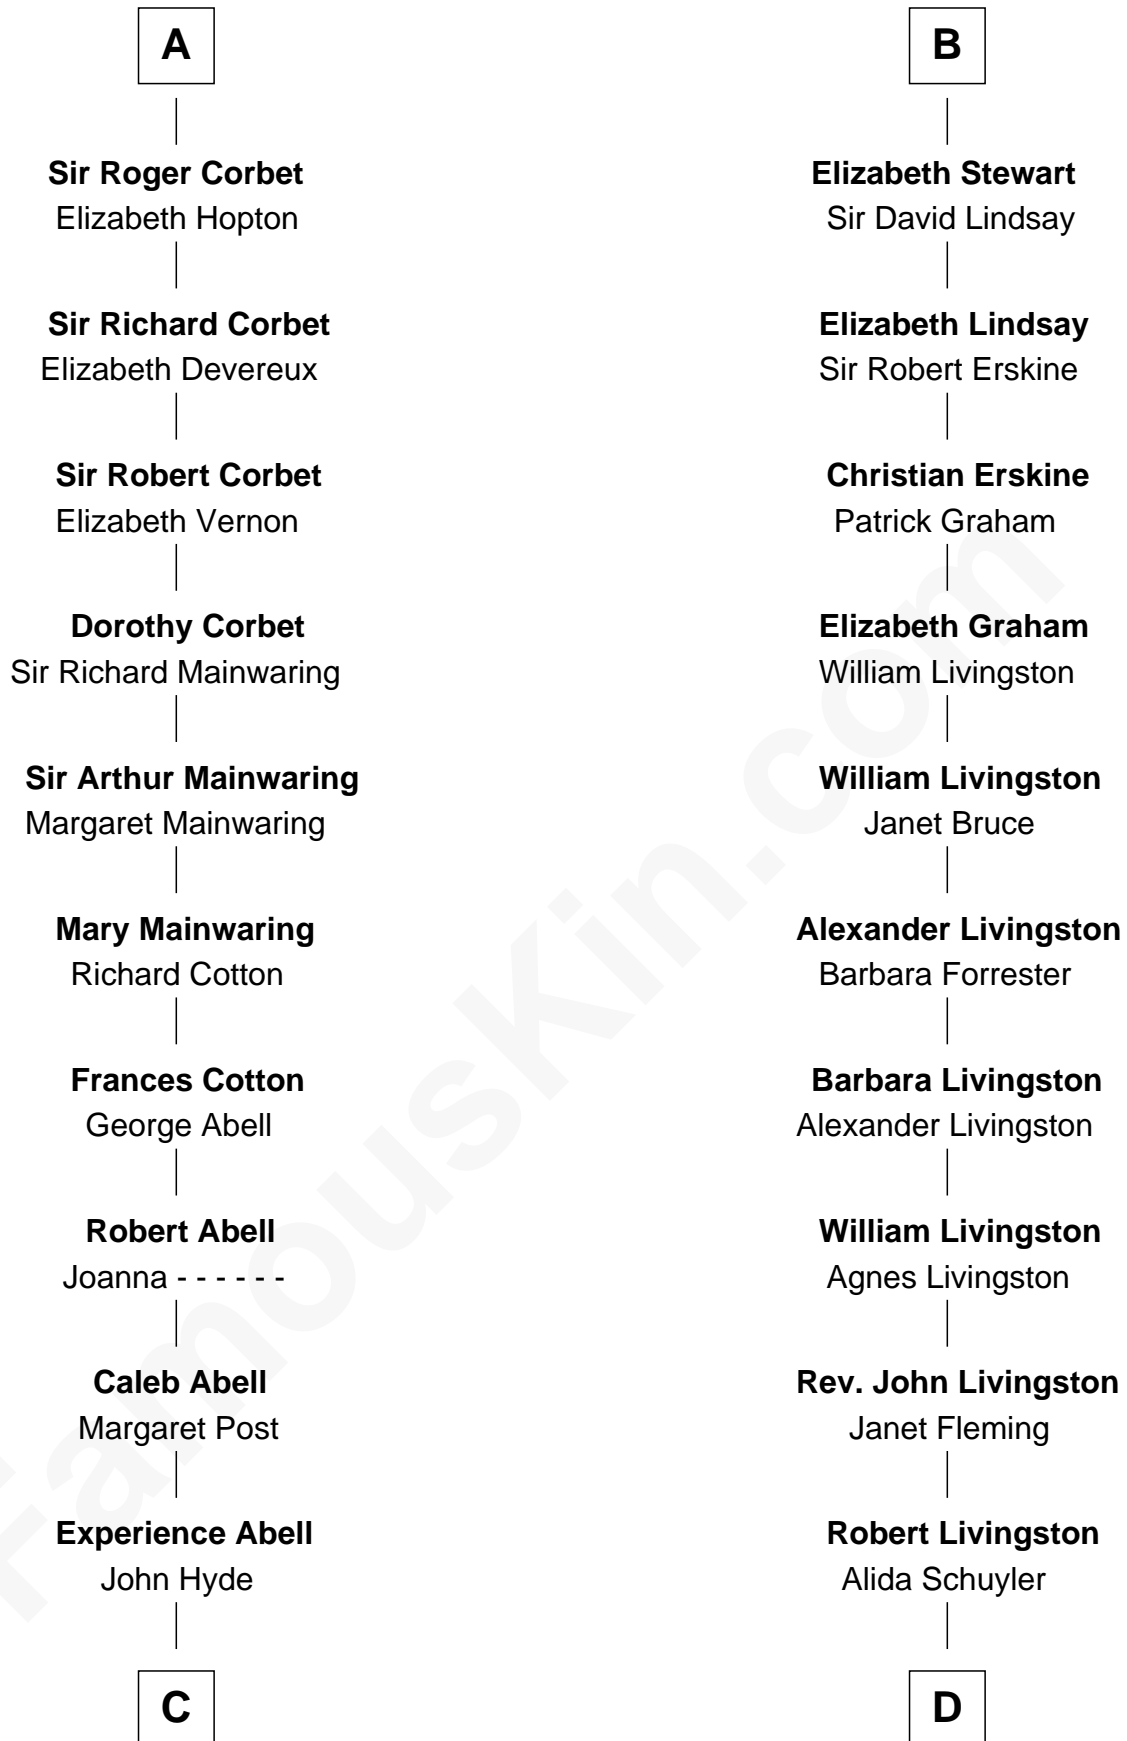 A
Sir Roger Corbet
Elizabeth Hopton
Sir Richard Corbet
Elizabeth Devereux
Sir Robert Corbet
Elizabeth Vernon
Dorothy Corbet
Sir Richard Mainwaring
Sir Arthur Mainwaring
Margaret Mainwaring
Mary Mainwaring
Richard Cotton
Frances Cotton
George Abell
Robert Abell
Joanna - - - - - -
Caleb Abell
Margaret Post
Experience Abell
John Hyde
C
B
Elizabeth Stewart
Sir David Lindsay
Elizabeth Lindsay
Sir Robert Erskine
Christian Erskine
Patrick Graham
Elizabeth Graham
William Livingston
William Livingston
Janet Bruce
Alexander Livingston
Barbara Forrester
Barbara Livingston
Alexander Livingston
William Livingston
Agnes Livingston
Rev. John Livingston
Janet Fleming
Robert Livingston
Alida Schuyler
D
FamousKin.com